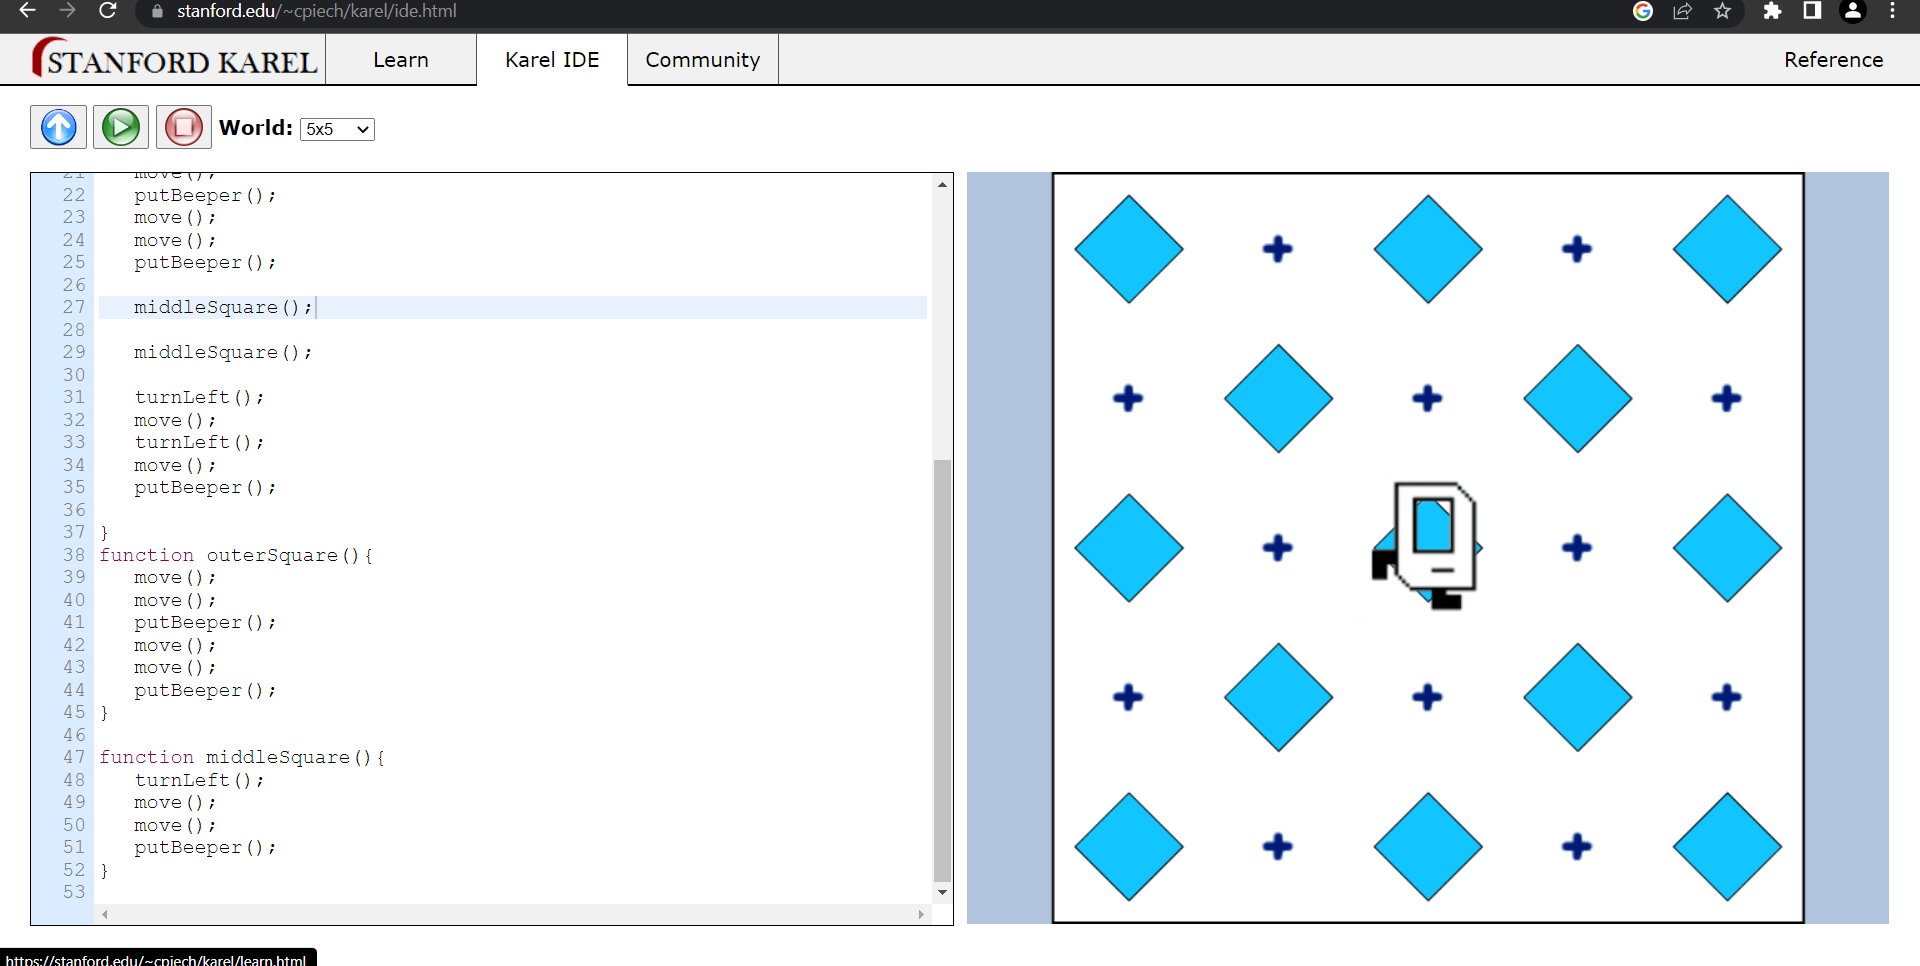 stanford.edu/~cpiech/karel/ide.html
STANFORD KAREL
Learn
Karel IDE
Community
Reference
World: 5x5
21 move();
22 putBeeper();
23 move();
24 move();
25 putBeeper();
26
27 middleSquare();
28
29 middleSquare();
30
31 turnLeft();
32 move();
33 turnLeft();
34 move();
35 putBeeper();
36
37 }
38 function outerSquare(){
39 move();
40 move();
41 putBeeper();
42 move();
43 move();
44 putBeeper();
45 }
46
47 function middleSquare(){
48 turnLeft();
49 move();
50 move();
51 putBeeper();
52 }
53
https://stanford.edu/~cpiech/karel/learn.html